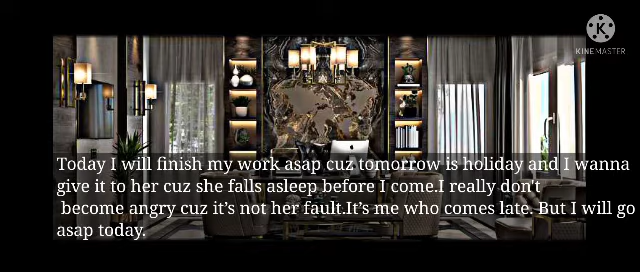 KINEMASTER
Today I will finish my work asap cuz tomorrow is holiday and I wanna
give it to her cuz she falls asleep before I come.I really don't
become angry cuz it's not her fault.It's me who comes late. But I will go
asap today.